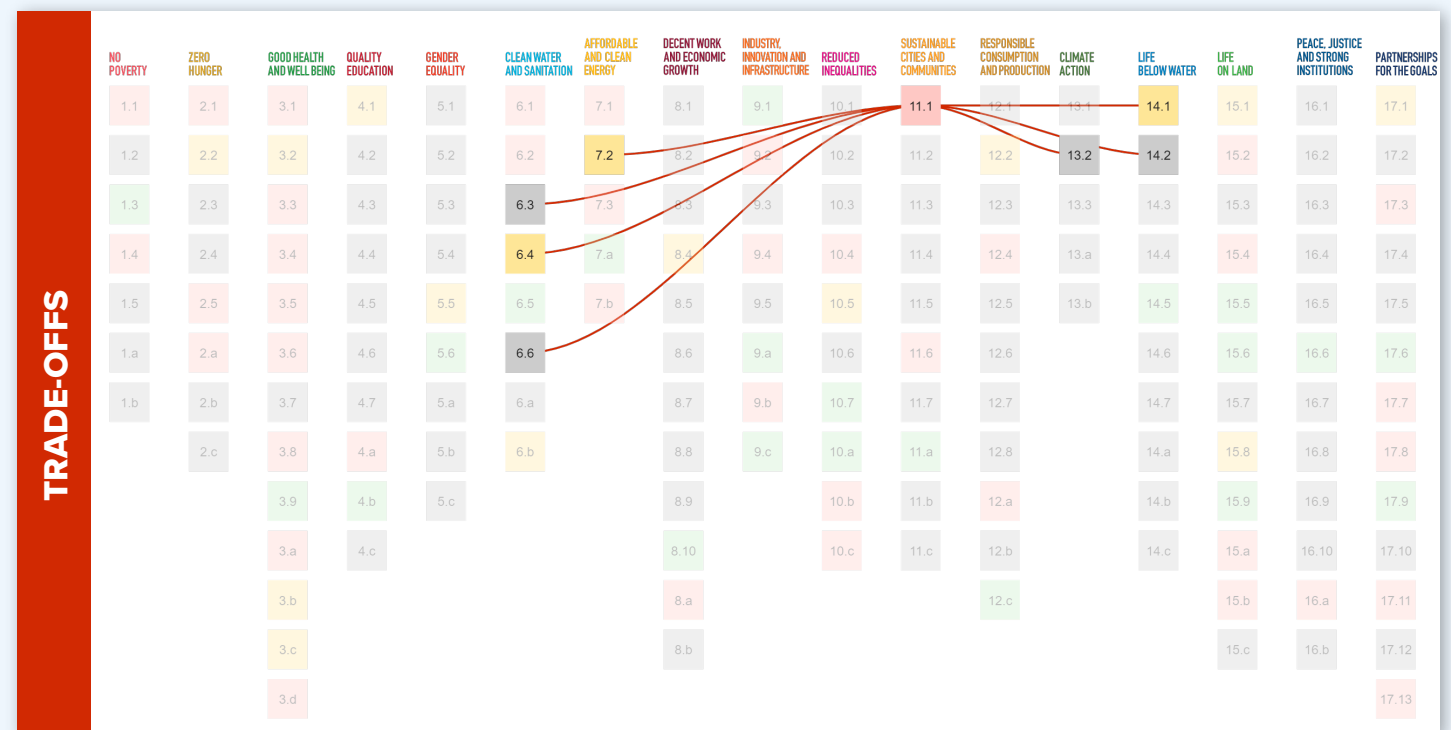 TRADE-OFFS
NO
POVERTY
ZERO
HUNGER
GOOD HEALTH
AND WELL BEING
QUALITY
EDUCATION
GENDER
EQUALITY
CLEAN WATER
AND SANITATION
AFFORDABLE
AND CLEAN
ENERGY
DECENT WORK
AND ECONOMIC
GROWTH
INDUSTRY,
INNOVATION AND
INFRASTRUCTURE
REDUCED
INEQUALITIES
SUSTAINABLE
CITIES AND
COMMUNITIES
RESPONSIBLE
CONSUMPTION
AND PRODUCTION
CLIMATE
ACTION
LIFE
BELOW WATER
LIFE
ON LAND
PEACE, JUSTICE
AND STRONG
INSTITUTIONS
PARTNERSHIPS
FOR THE GOALS
1.1 2.1 3.1 4.1 5.1 6.1 7.1 8.1 9.1 10.1 11.1 12.1 13.1 14.1 15.1 16.1 17.1
1.2 2.2 3.2 4.2 5.2 6.2 7.2 8.2 9.2 10.2 11.2 12.2 13.2 14.2 15.2 16.2 17.2
1.3 2.3 3.3 4.3 5.3 6.3 7.3 8.3 9.3 10.3 11.3 12.3 13.3 14.3 15.3 16.3 17.3
1.4 2.4 3.4 4.4 5.4 6.4 7.a 8.4 9.4 10.4 11.4 12.4 13.a 14.4 15.4 16.4 17.4
1.5 2.5 3.5 4.5 5.5 6.5 7.b 8.5 9.5 10.5 11.5 12.5 13.b 14.5 15.5 16.5 17.5
1.a 2.a 3.6 4.6 5.6 6.6 8.6 9.a 10.6 11.6 12.6 14.6 15.6 16.6 17.6
1.b 2.b 3.7 4.7 5.a 6.a 8.7 9.b 10.7 11.7 12.7 14.7 15.7 16.7 17.7
2.c 3.8 4.a 5.b 6.b 8.8 9.c 10.a 11.a 12.8 14.a 15.8 16.8 17.8
3.9 4.b 5.c 8.9 10.b 11.b 12.a 14.b 15.9 16.9 17.9
3.a 4.c 8.10 10.c 11.c 12.b 14.c 15.a 16.10 17.10
3.b 8.a 12.c 15.b 16.a 17.11
3.c 8.b 15.c 16.b 17.12
3.d 17.13